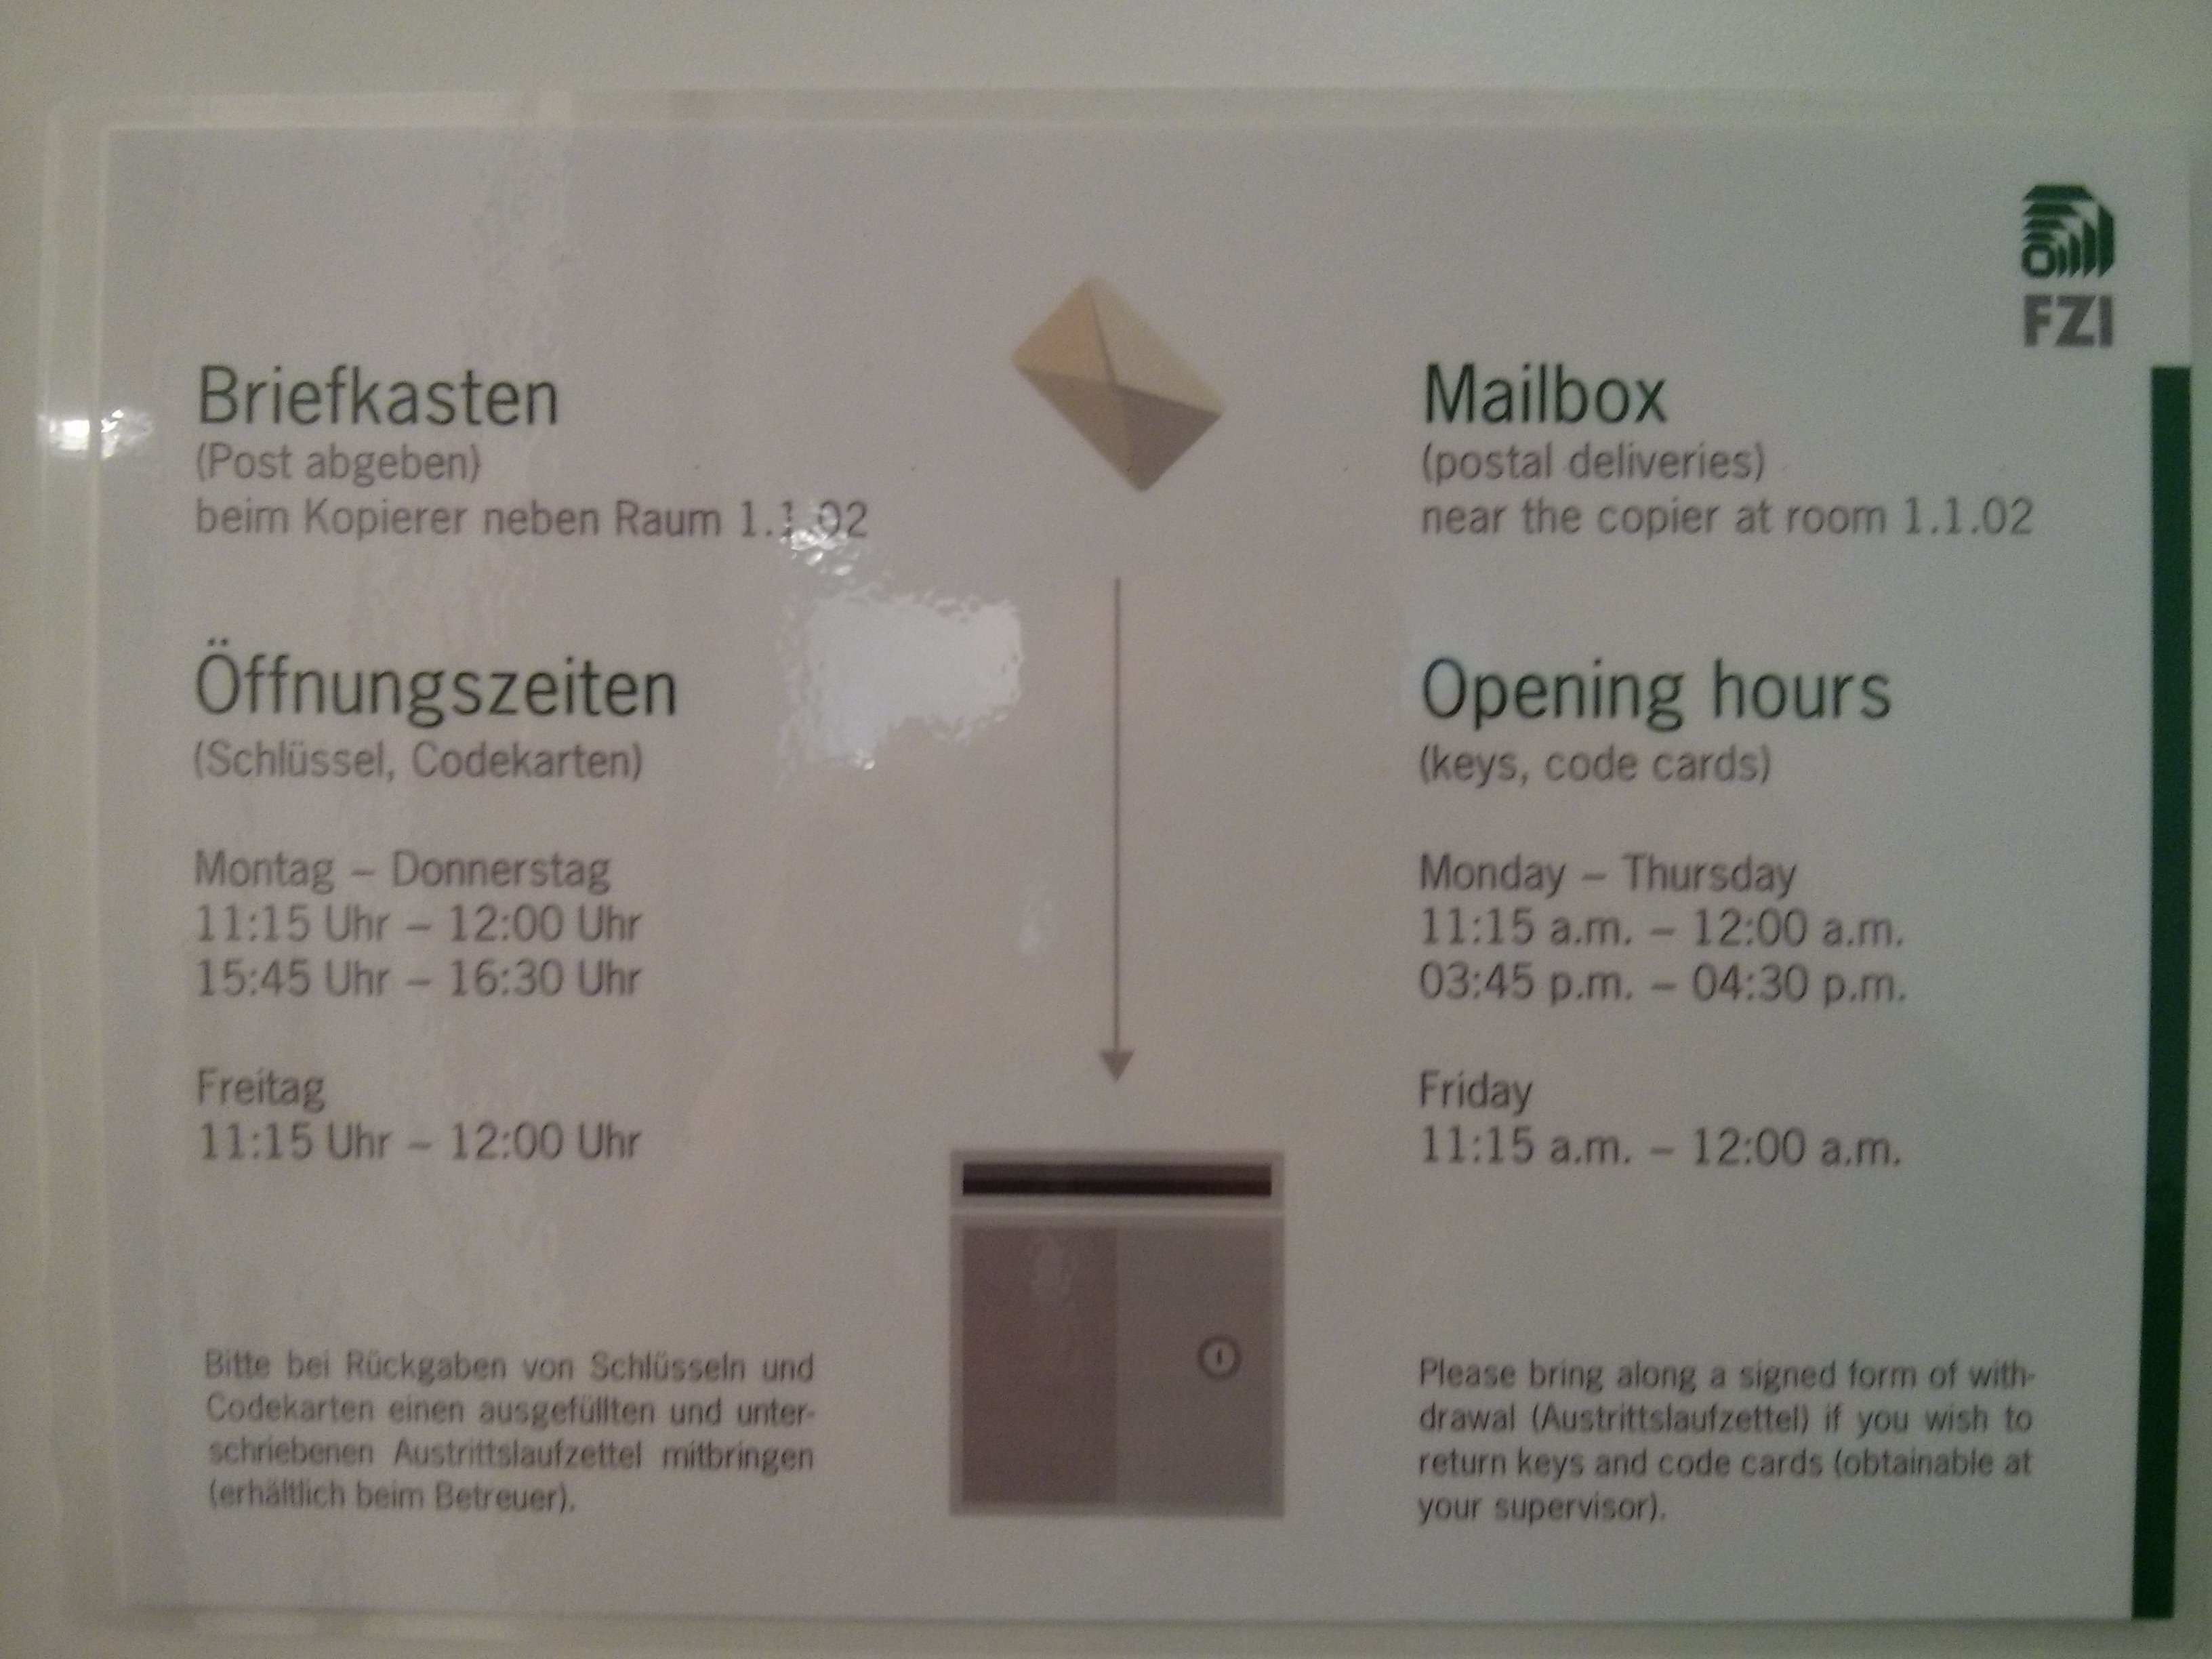 FZI
Briefkasten
(Post abgeben)
beim Kopierer neben Raum 1.1.02
Öffnungszeiten
(Schlüssel, Codekarten)
Montag – Donnerstag
11:15 Uhr – 12:00 Uhr
15:45 Uhr – 16:30 Uhr
Freitag
11:15 Uhr – 12:00 Uhr
Bitte bei Rückgaben von Schlüsseln und
Codekarten einen ausgefüllten und unter-
schriebenen Austrittslaufzettel mitbringen
(erhältlich beim Betreuer).
Mailbox
(postal deliveries)
near the copier at room 1.1.02
Opening hours
(keys, code cards)
Monday – Thursday
11:15 a.m. – 12:00 a.m.
03:45 p.m. – 04:30 p.m.
Friday
11:15 a.m. – 12:00 a.m.
Please bring along a signed form of with-
drawal (Austrittslaufzettel) if you wish to
return keys and code cards (obtainable at
your supervisor).